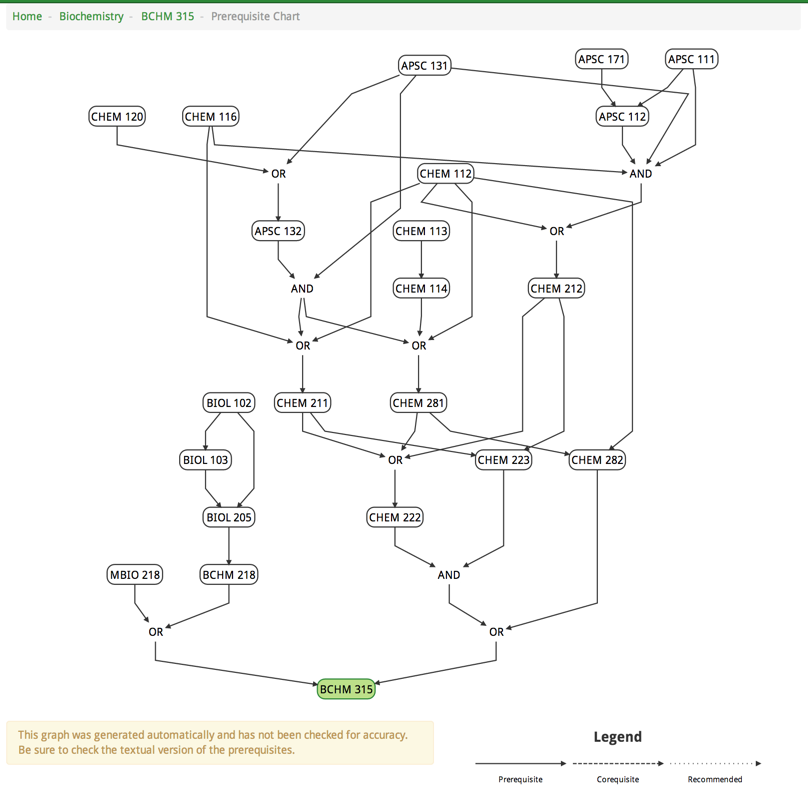 Home - Biochemistry - BCHM 315 - Prerequisite Chart
APSC 131
APSC 171
APSC 111
CHEM 120
CHEM 116
APSC 112
OR
CHEM 112
AND
APSC 132
CHEM 113
OR
AND
CHEM 114
CHEM 212
OR
OR
BIOL 102
CHEM 211
CHEM 281
BIOL 103
OR
CHEM 223
CHEM 282
BIOL 205
CHEM 222
MBIO 218
BCHM 218
AND
OR
OR
BCHM 315
This graph was generated automatically and has not been checked for accuracy.
Be sure to check the textual version of the prerequisites.
Legend
Prerequisite
Corequisite
Recommended